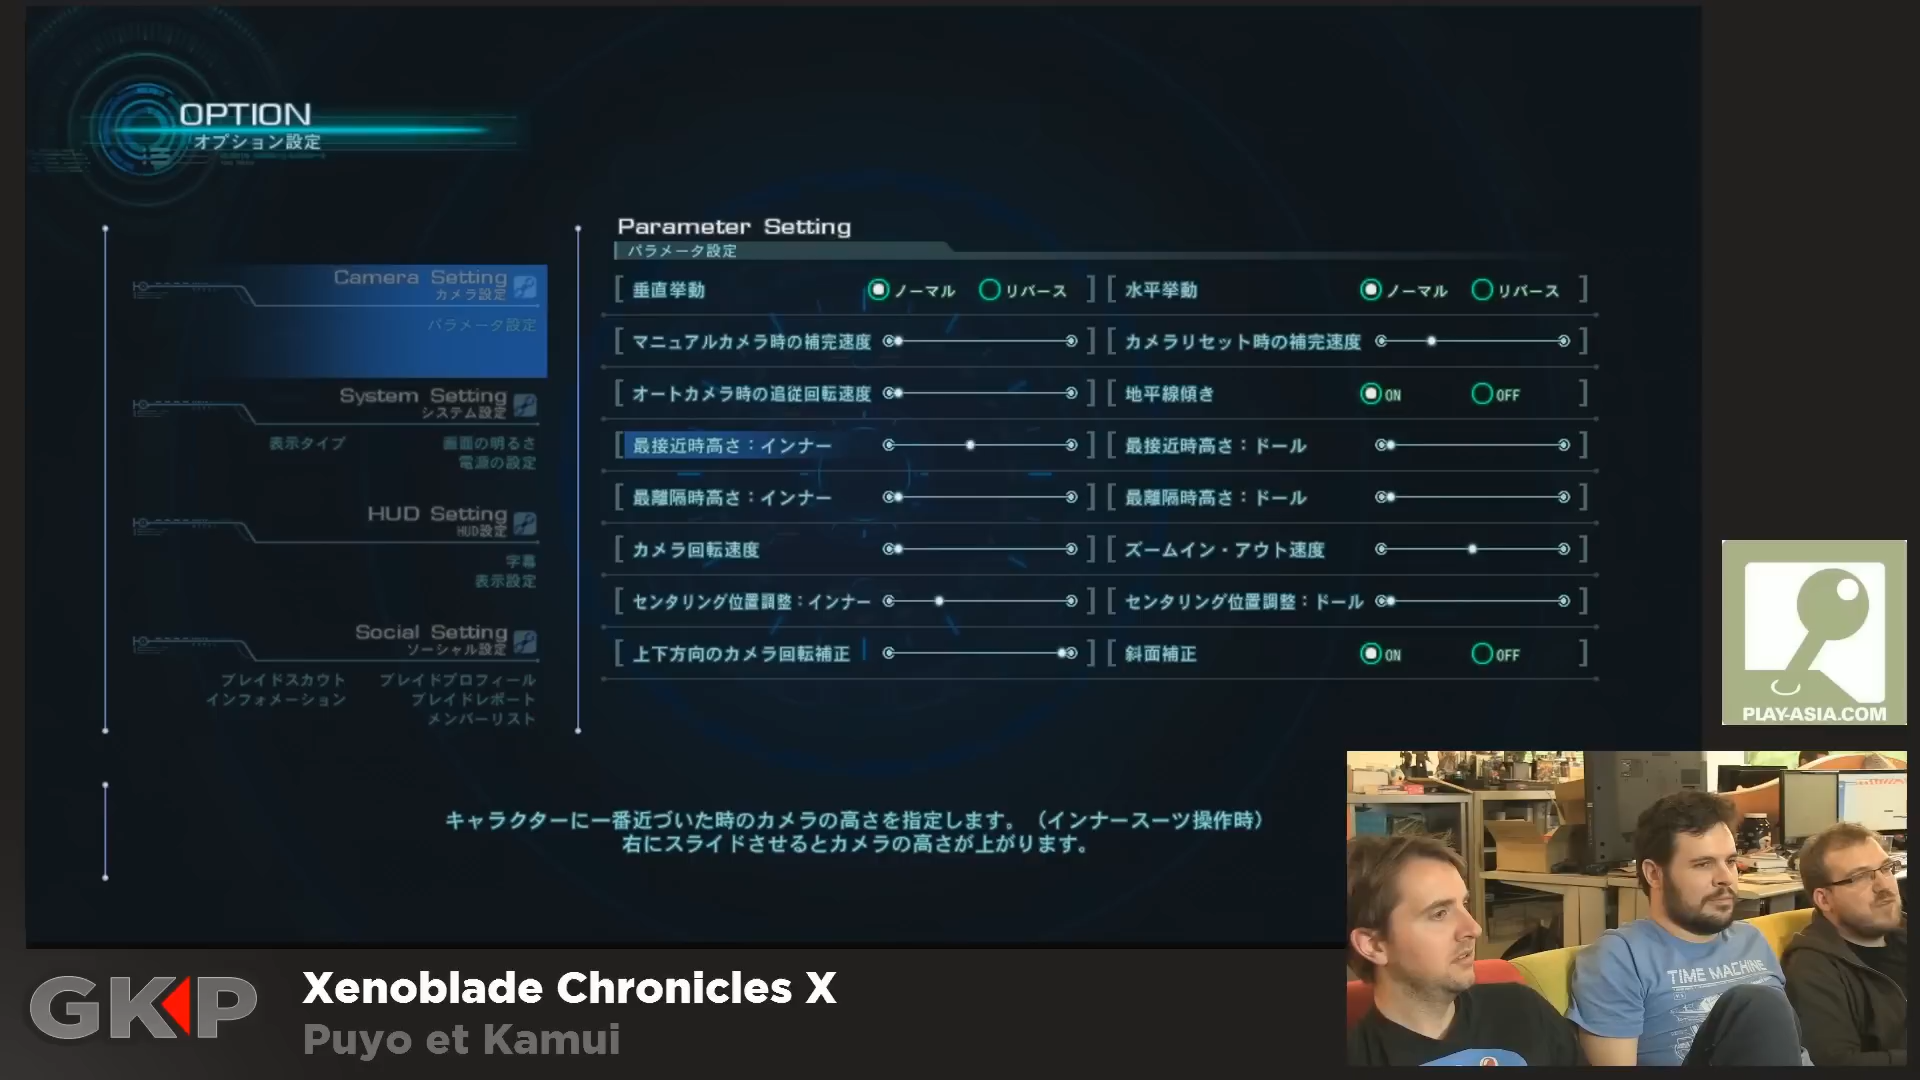 OPTION
オプション設定
Camera Setting
カメラ設定
パラメータ設定
System Setting
システム設定
表示タイプ
画面の明るさ
電源の設定
HUD Setting
HUD設定
字幕
表示設定
Social Setting
ソーシャル設定
ブレイドスカウト
ブレイドプロフィール
インフォメーション
ブレイドレポート
メンバーリスト
Parameter Setting
パラメータ設定
垂直挙動 ノーマル リバース
水平挙動 ノーマル リバース
マニュアルカメラ時の補完速度
カメラリセット時の補完速度
オートカメラ時の追従回転速度
地平線傾き ON OFF
最接近時高さ：インナー
最接近時高さ：ドール
最離隔時高さ：インナー
最離隔時高さ：ドール
カメラ回転速度
ズームイン・アウト速度
センタリング位置調整：インナー
センタリング位置調整：ドール
上下方向のカメラ回転補正
斜面補正 ON OFF
キャラクターに一番近づいた時のカメラの高さを指定します。（インナースーツ操作時）
右にスライドさせるとカメラの高さが上がります。
PLAY-ASIA.COM
TIME MACHINE
GKP
Xenoblade Chronicles X
Puyo et Kamui